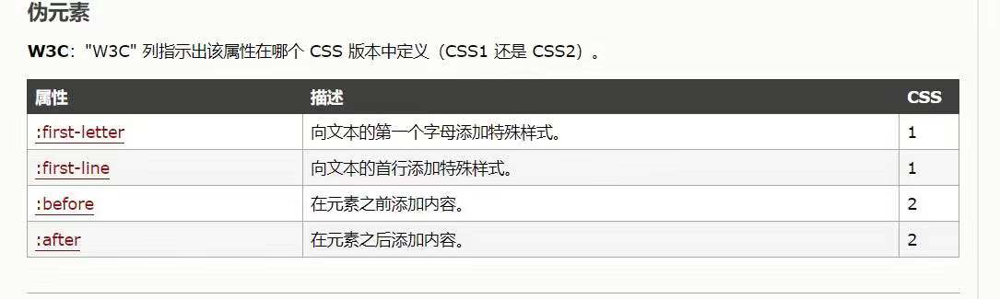 伪元素
W3C："W3C" 列指示出该属性在哪个 CSS 版本中定义（CSS1 还是 CSS2）。
属性 描述 CSS
:first-letter 向文本的第一个字母添加特殊样式。 1
:first-line 向文本的首行添加特殊样式。 1
:before 在元素之前添加内容。 2
:after 在元素之后添加内容。 2